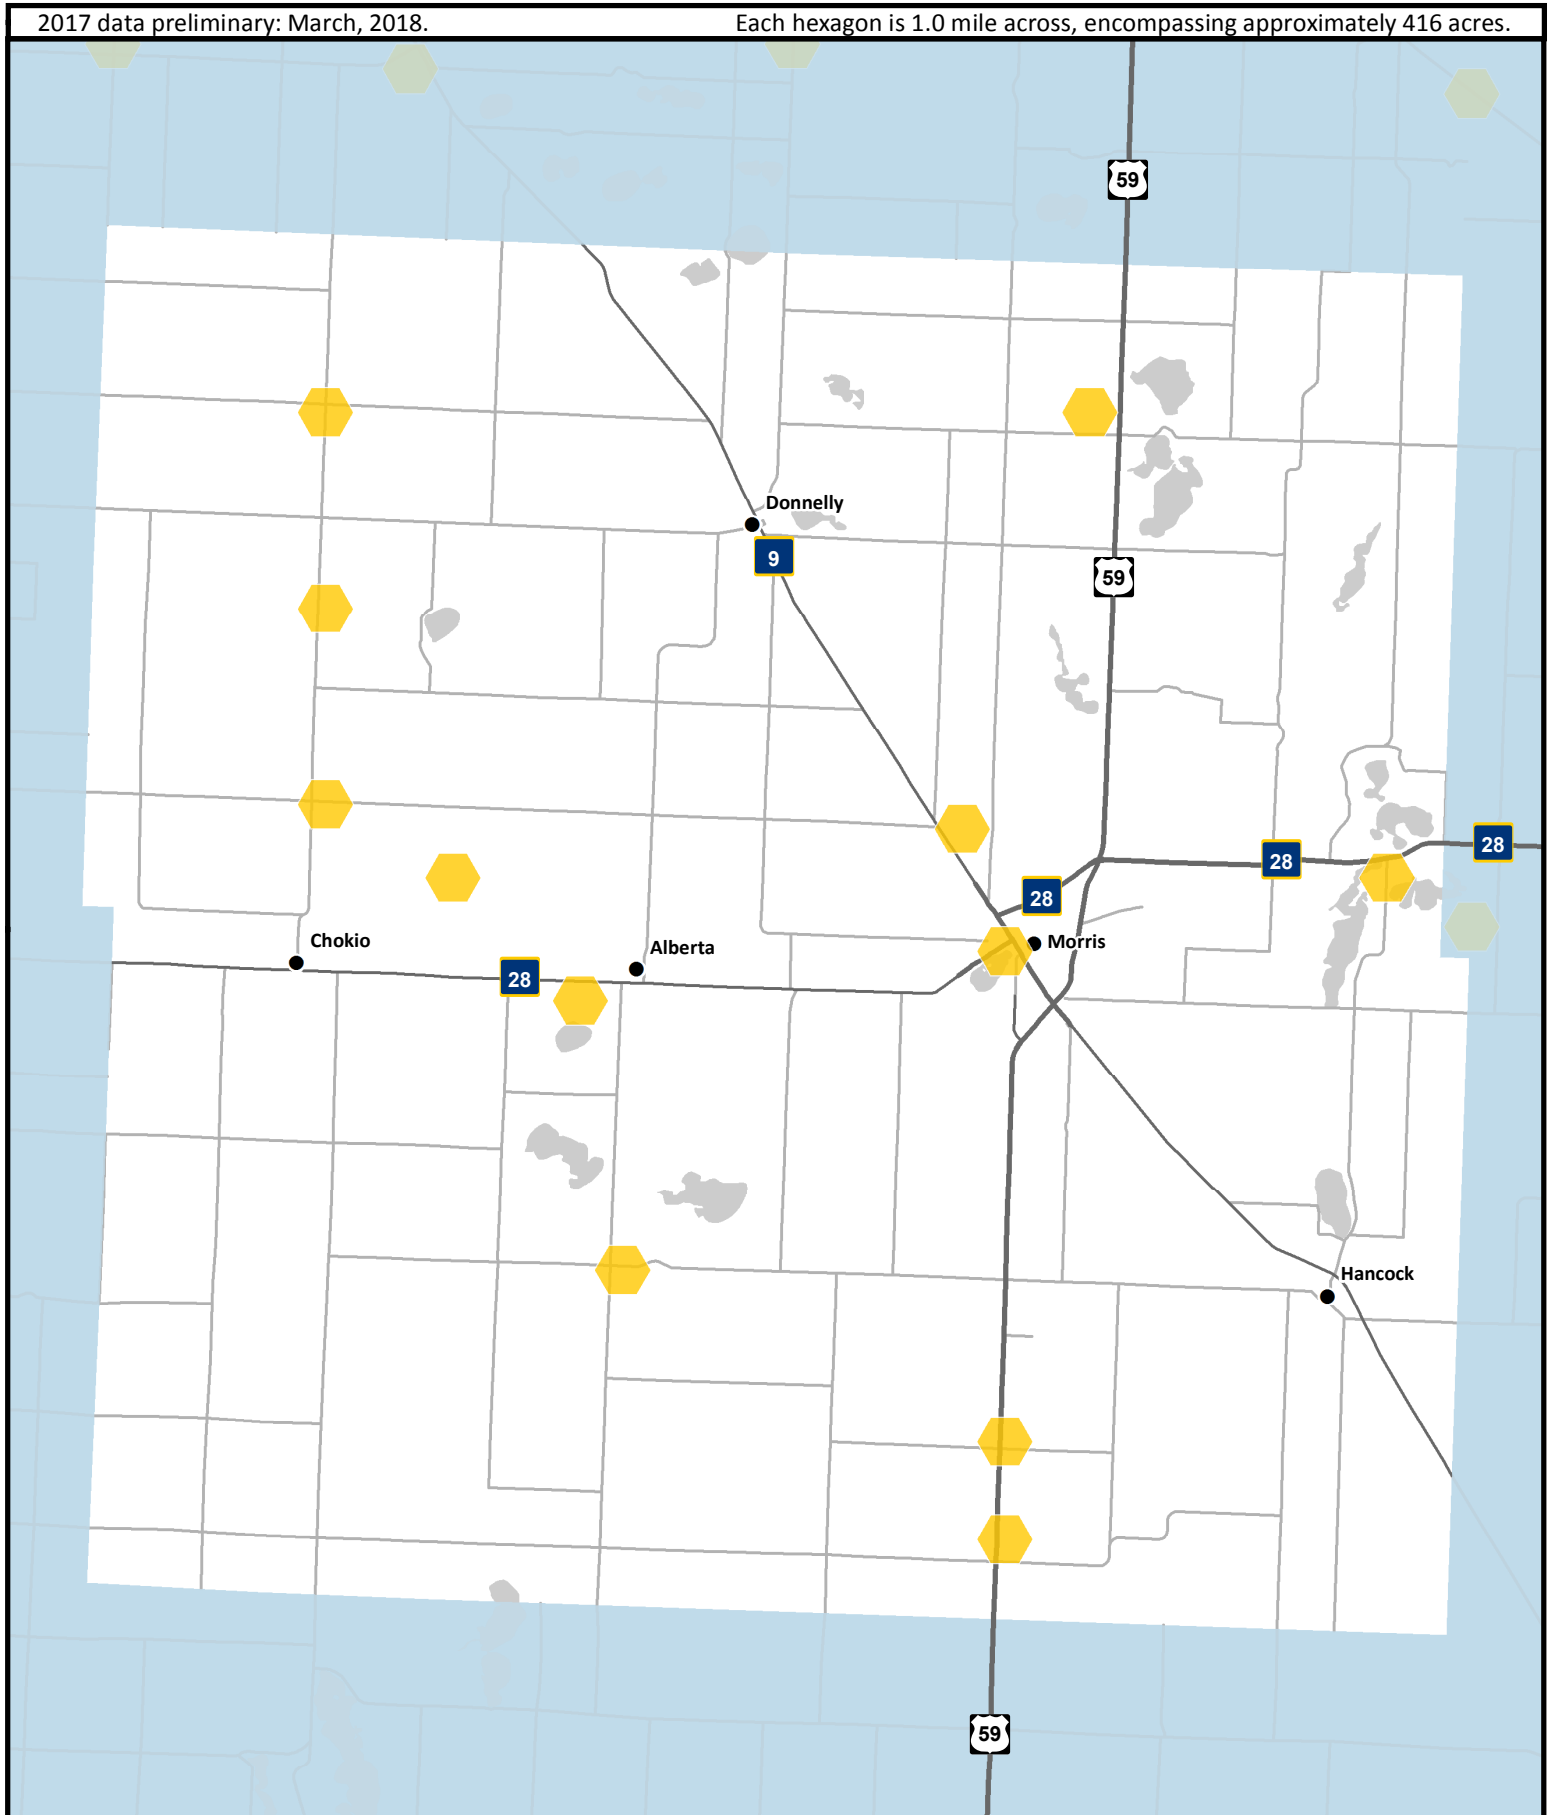 2017 data preliminary: March, 2018.
Each hexagon is 1.0 mile across, encompassing approximately 416 acres.
59
Donnelly
9
59
28
28
28
Chokio
Alberta
Morris
28
Hancock
59